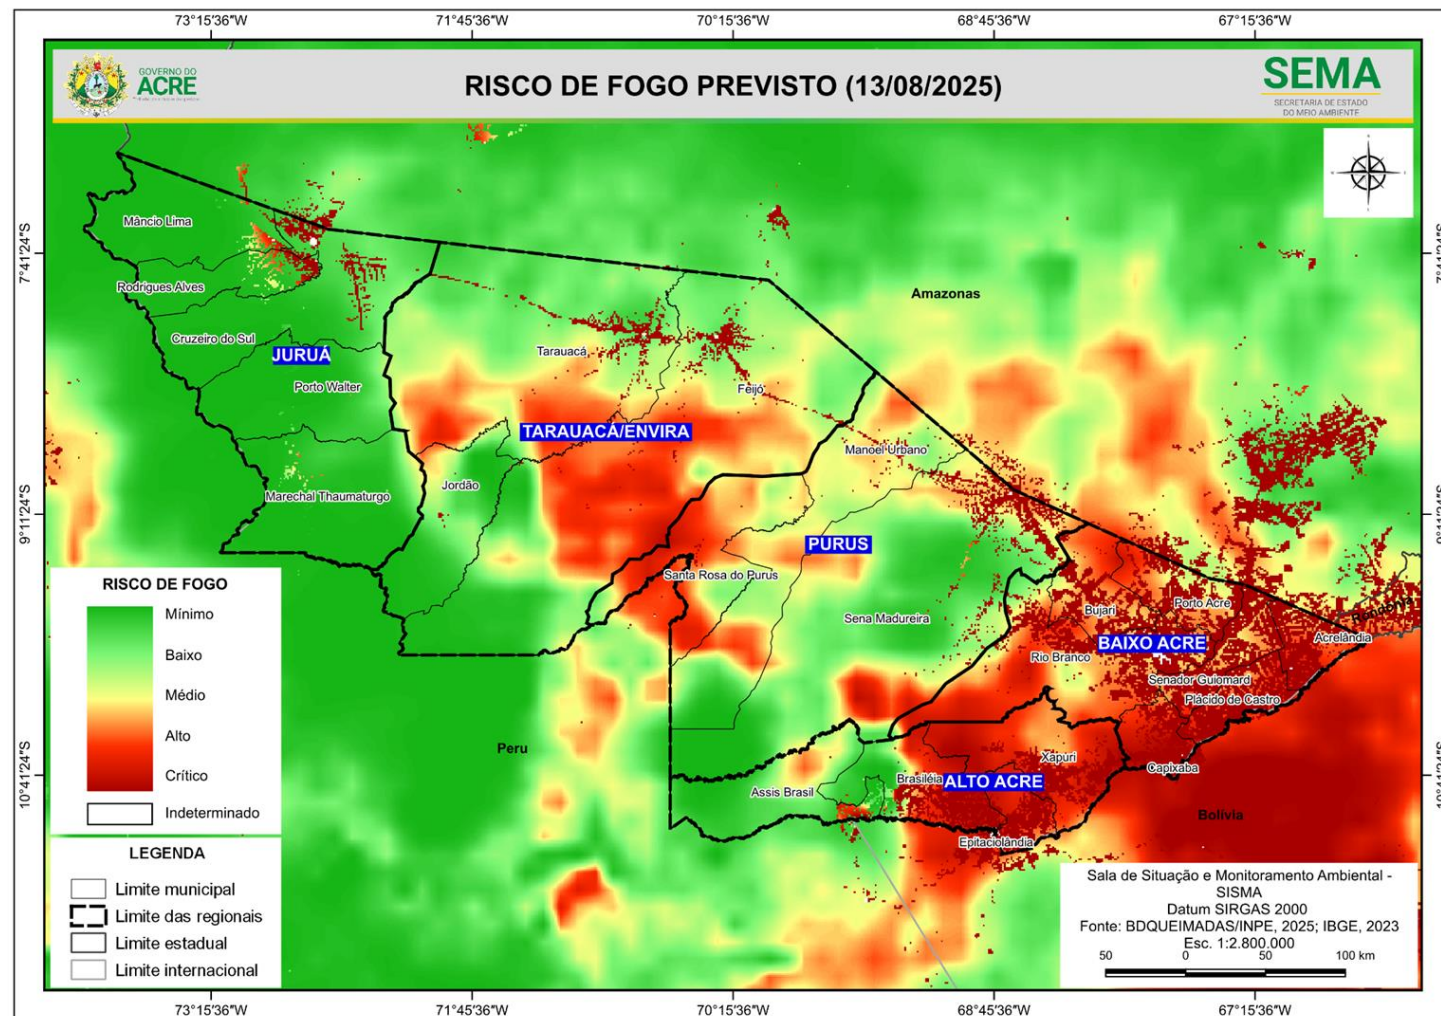 73°15'36"W 71°45'36"W 70°15'36"W 68°45'36"W 67°15'36"W
GOVERNO DO
ACRE
RISCO DE FOGO PREVISTO (13/08/2025)
SEMA
SECRETARIA DE ESTADO
DO MEIO AMBIENTE
Mâncio Lima
7°41'24"S
Rodrigues Alves
Amazonas
Cruzeiro do Sul
JURUÁ
Tarauacá
Porto Walter
Feijó
TARAUACÁ/ENVIRA
Manoel Urbano
Jordão
Marechal Thaumaturgo
9°11'24"S
PURUS
Santa Rosa do Purus
Sena Madureira
Bujari
Porto Acre
Rondônia
Acrelândia
BAIXO ACRE
Rio Branco
Senador Guiomard
Plácido de Castro
Peru
Xapuri
Capixaba
Brasiléia
ALTO ACRE
Assis Brasil
10°41'24"S
Bolívia
Epitaciolândia
RISCO DE FOGO
Mínimo
Baixo
Médio
Alto
Crítico
Indeterminado
LEGENDA
Limite municipal
Limite das regionais
Limite estadual
Limite internacional
Sala de Situação e Monitoramento Ambiental -
SISMA
Datum SIRGAS 2000
Fonte: BDQUEIMADAS/INPE, 2025; IBGE, 2023
Esc. 1:2.800.000
50 0 50 100 km
73°15'36"W 71°45'36"W 70°15'36"W 68°45'36"W 67°15'36"W